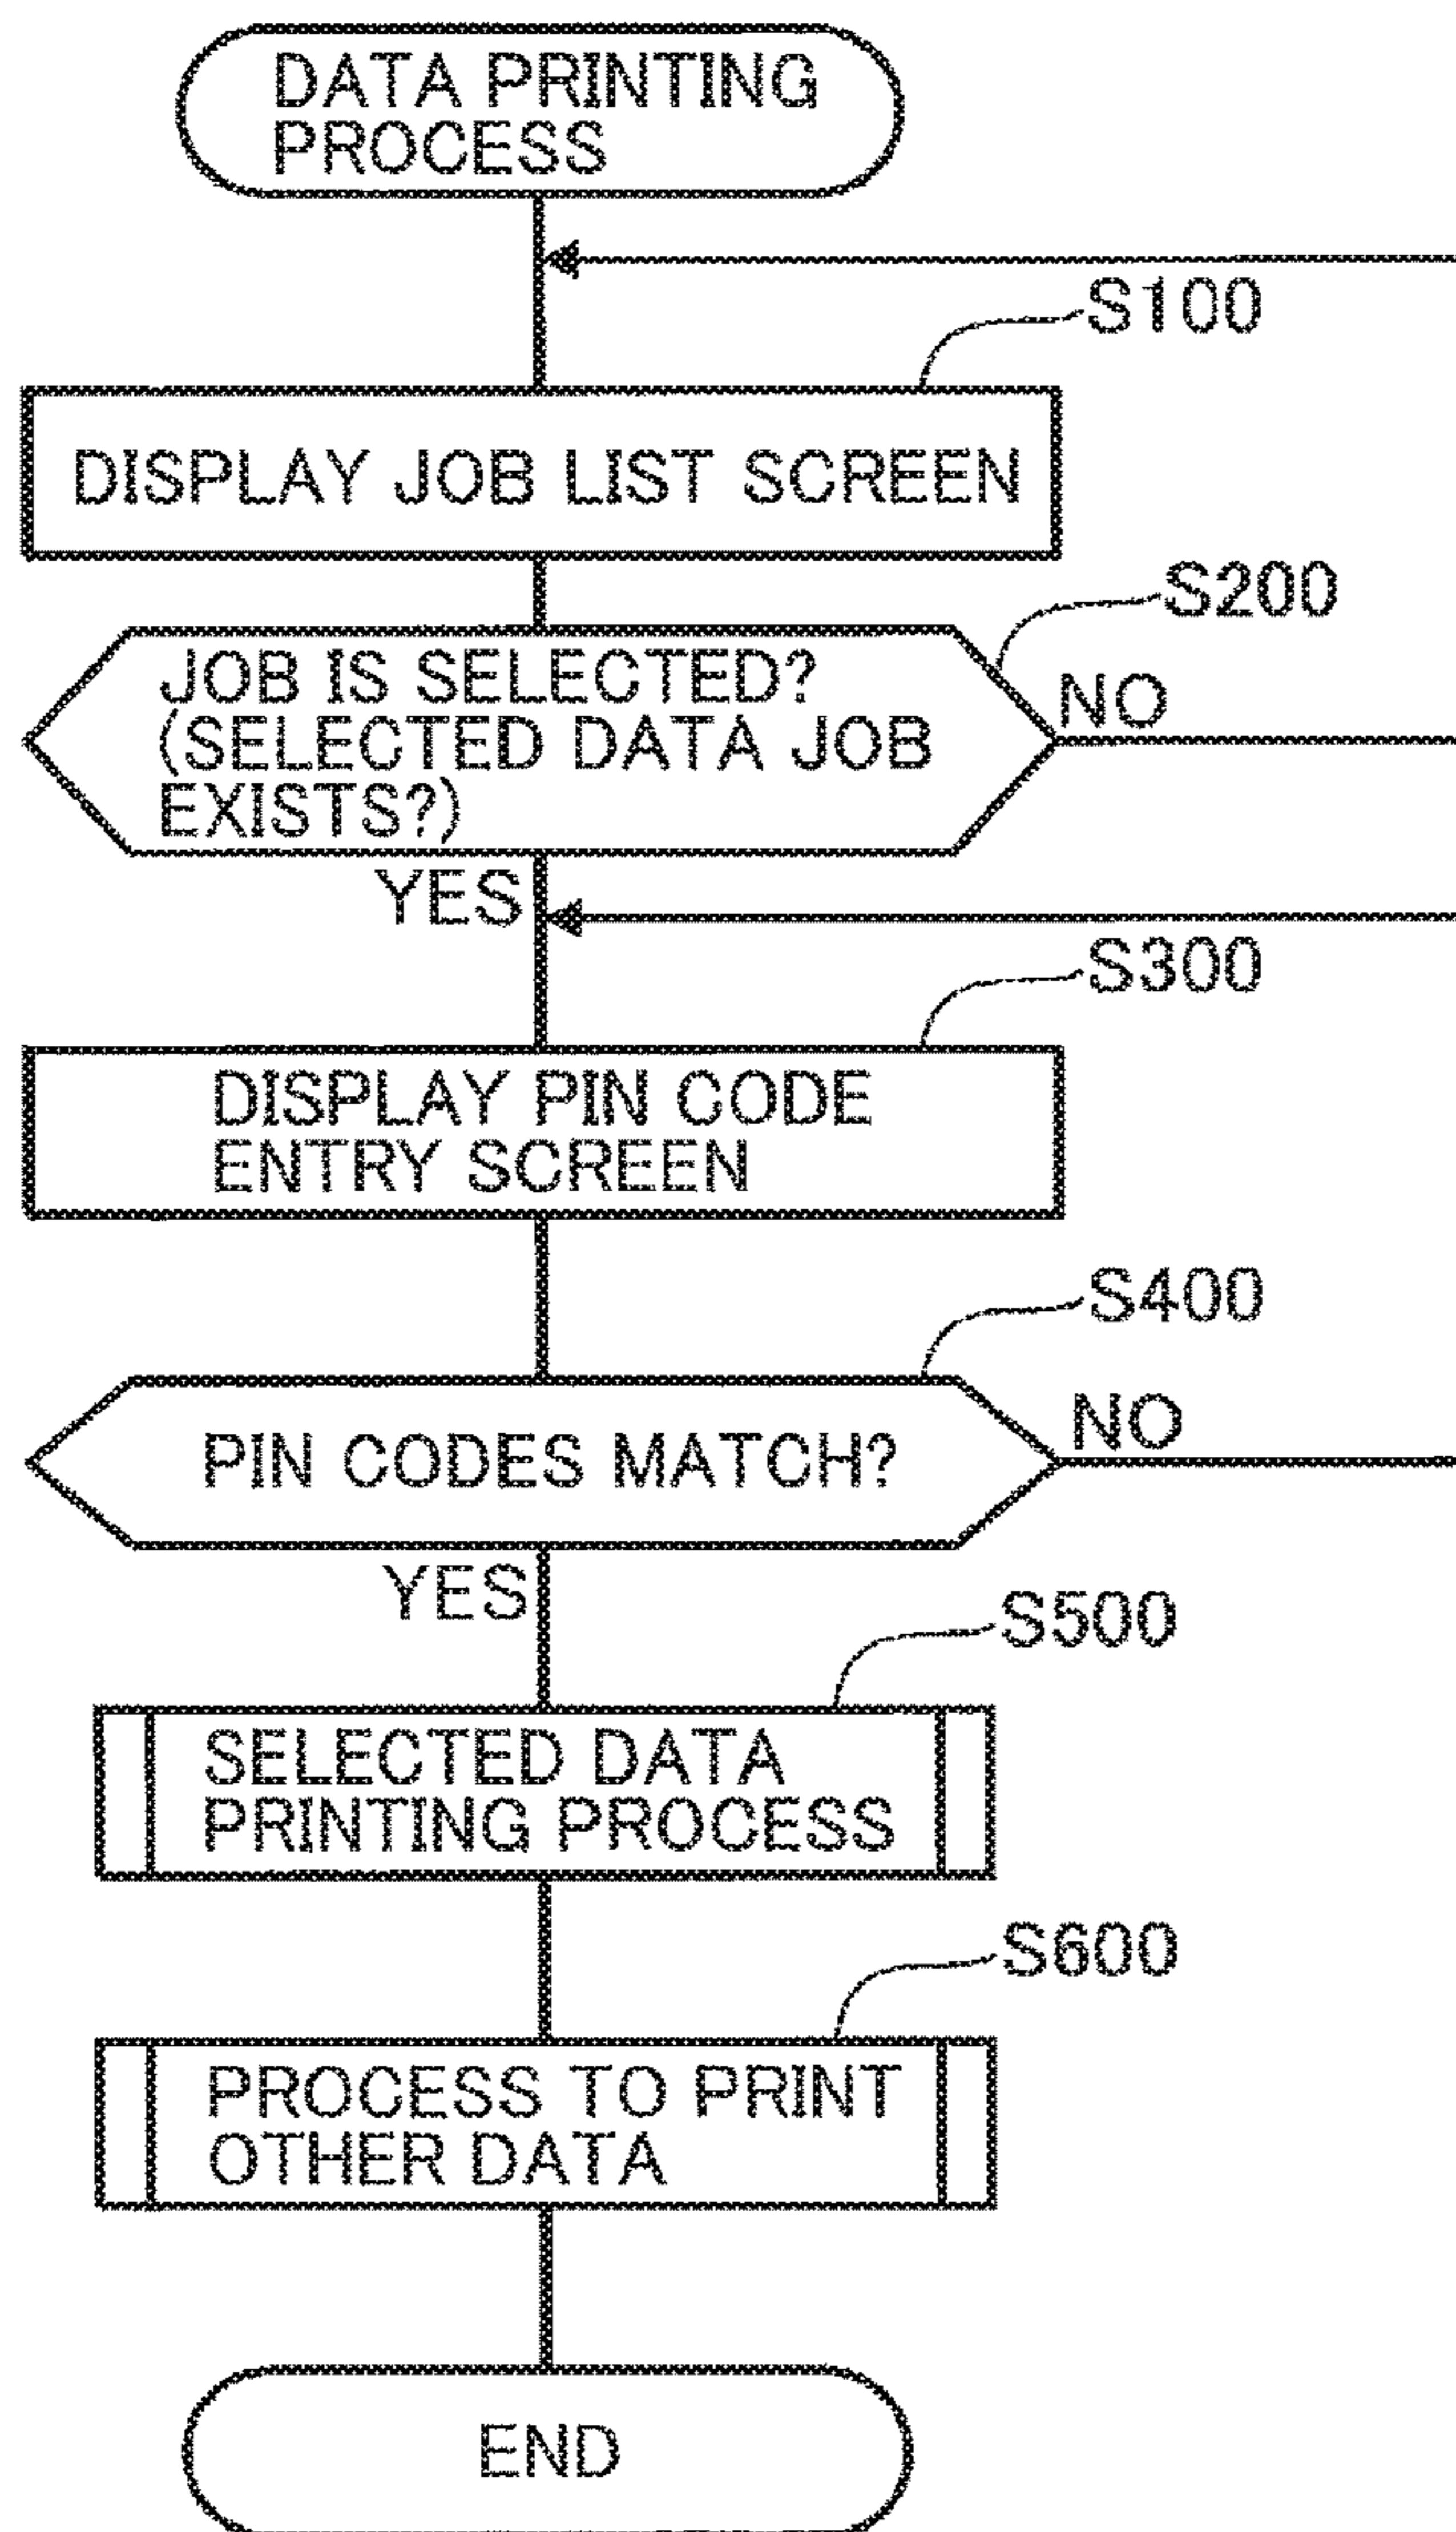 DATA PRINTING
PROCESS
S100
DISPLAY JOB LIST SCREEN
S200
JOB IS SELECTED?
(SELECTED DATA JOB
EXISTS?)
NO
YES
S300
DISPLAY PIN CODE
ENTRY SCREEN
S400
PIN CODES MATCH?
NO
YES
S500
SELECTED DATA
PRINTING PROCESS
S600
PROCESS TO PRINT
OTHER DATA
END